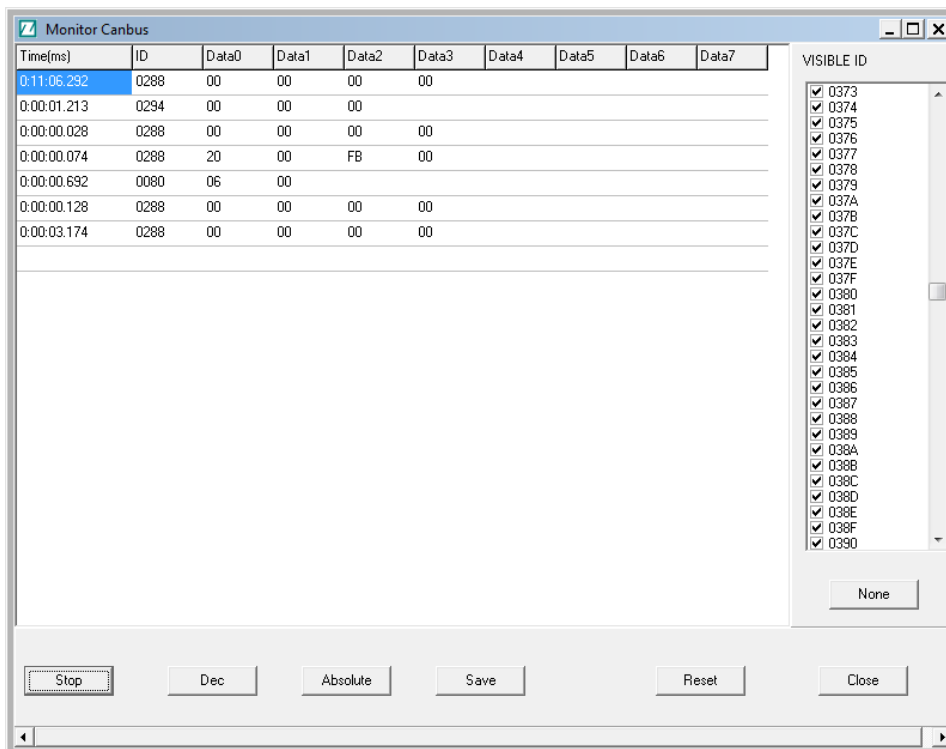 Monitor Canbus
Time(ms) ID Data0 Data1 Data2 Data3 Data4 Data5 Data6 Data7
0:11:06.292 0288 00 00 00 00
0:00:01.213 0294 00 00 00
0:00:00.028 0288 00 00 00 00
0:00:00.074 0288 20 00 FB 00
0:00:00.692 0080 06 00
0:00:00.128 0288 00 00 00 00
0:00:03.174 0288 00 00 00 00
VISIBLE ID
0373
0374
0375
0376
0377
0378
0379
037A
037B
037C
037D
037E
037F
0380
0381
0382
0383
0384
0385
0386
0387
0388
0389
038A
038B
038C
038D
038E
038F
0390
None
Stop Dec Absolute Save Reset Close